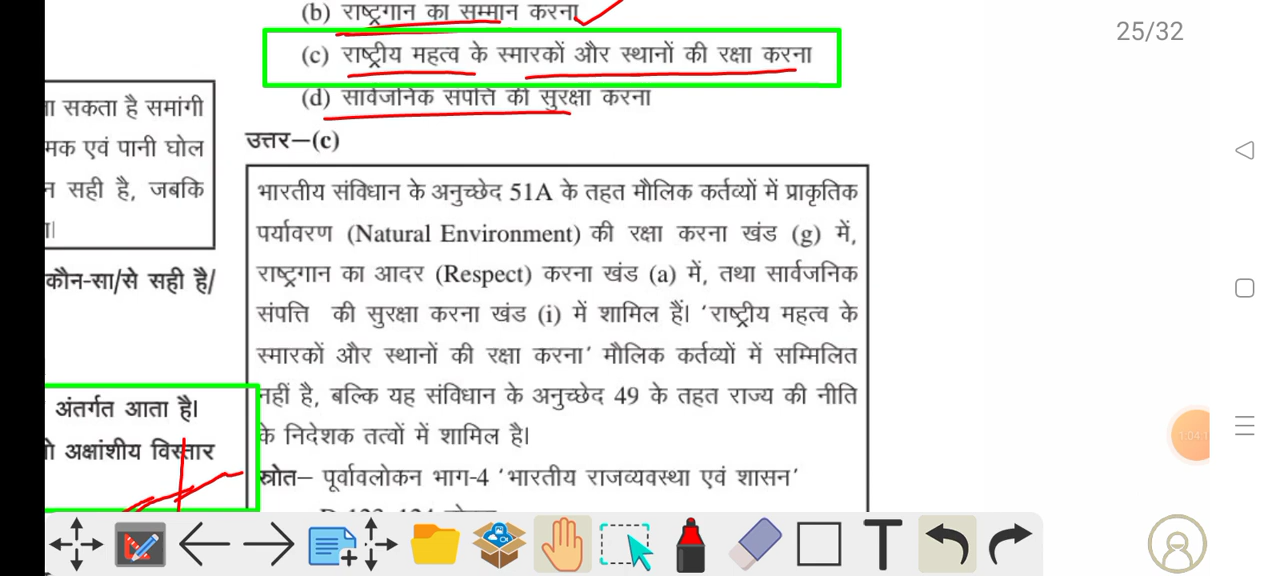 (b) राष्ट्रगान का सम्मान करना
25/32
(c) राष्ट्रीय महत्व के स्मारकों और स्थानों की रक्षा करना
(d) सार्वजनिक संपत्ति की सुरक्षा करना
उत्तर–(c)
भारतीय संविधान के अनुच्छेद 51A के तहत मौलिक कर्तव्यों में प्राकृतिक
पर्यावरण (Natural Environment) की रक्षा करना खंड (g) में,
राष्ट्रगान का आदर (Respect) करना खंड (a) में, तथा सार्वजनिक
संपत्ति की सुरक्षा करना खंड (i) में शामिल हैं। ‘राष्ट्रीय महत्व के
स्मारकों और स्थानों की रक्षा करना’ मौलिक कर्तव्यों में सम्मिलित
नहीं है, बल्कि यह संविधान के अनुच्छेद 49 के तहत राज्य की नीति
के निदेशक तत्वों में शामिल है।
स्रोत– पूर्वावलोकन भाग-4 ‘भारतीय राजव्यवस्था एवं शासन’
सकता है समांगी
एवं पानी घोल
सही है, जबकि
कौन-सा/से सही है/
अंतर्गत आता है।
अक्षांशीय विस्तार
1:04:1
T